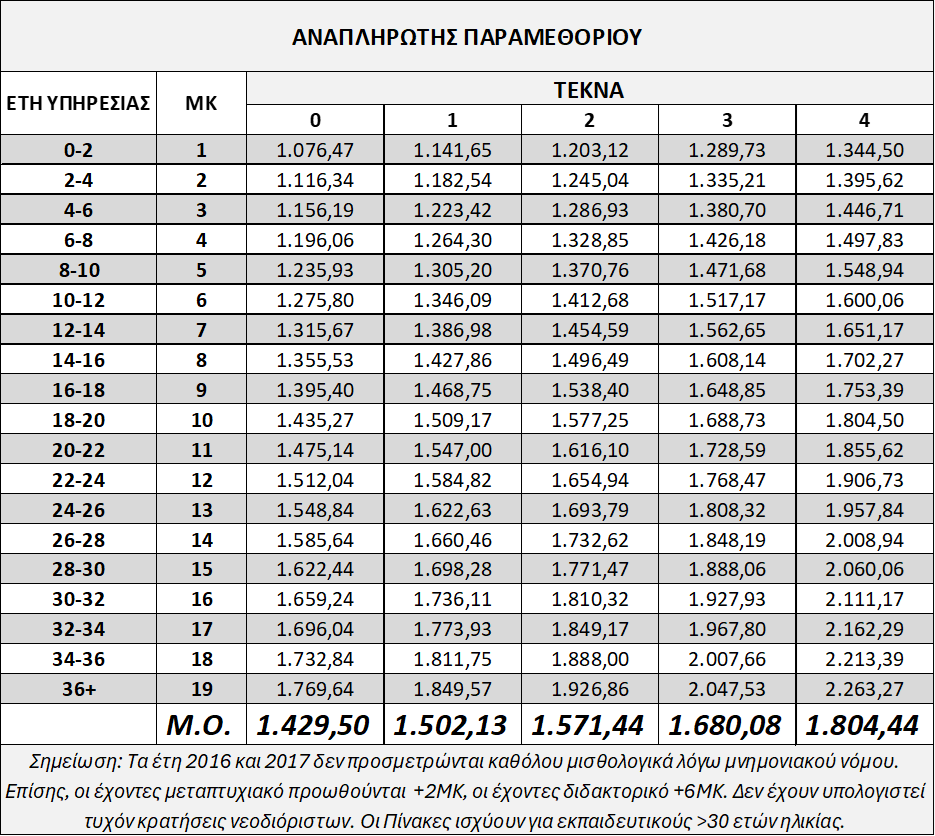 ΑΝΑΠΛΗΡΩΤΗΣ ΠΑΡΑΜΕΘΟΡΙΟΥ
ΕΤΗ ΥΠΗΡΕΣΙΑΣ ΜΚ ΤΕΚΝΑ
0 1 2 3 4
0-2 1 1.076,47 1.141,65 1.203,12 1.289,73 1.344,50
2-4 2 1.116,34 1.182,54 1.245,04 1.335,21 1.395,62
4-6 3 1.156,19 1.223,42 1.286,93 1.380,70 1.446,71
6-8 4 1.196,06 1.264,30 1.328,85 1.426,18 1.497,83
8-10 5 1.235,93 1.305,20 1.370,76 1.471,68 1.548,94
10-12 6 1.275,80 1.346,09 1.412,68 1.517,17 1.600,06
12-14 7 1.315,67 1.386,98 1.454,59 1.562,65 1.651,17
14-16 8 1.355,53 1.427,86 1.496,49 1.608,14 1.702,27
16-18 9 1.395,40 1.468,75 1.538,40 1.648,85 1.753,39
18-20 10 1.435,27 1.509,17 1.577,25 1.688,73 1.804,50
20-22 11 1.475,14 1.547,00 1.616,10 1.728,59 1.855,62
22-24 12 1.512,04 1.584,82 1.654,94 1.768,47 1.906,73
24-26 13 1.548,84 1.622,63 1.693,79 1.808,32 1.957,84
26-28 14 1.585,64 1.660,46 1.732,62 1.848,19 2.008,94
28-30 15 1.622,44 1.698,28 1.771,47 1.888,06 2.060,06
30-32 16 1.659,24 1.736,11 1.810,32 1.927,93 2.111,17
32-34 17 1.696,04 1.773,93 1.849,17 1.967,80 2.162,29
34-36 18 1.732,84 1.811,75 1.888,00 2.007,66 2.213,39
36+ 19 1.769,64 1.849,57 1.926,86 2.047,53 2.263,27
Μ.Ο. 1.429,50 1.502,13 1.571,44 1.680,08 1.804,44
Σημείωση: Τα έτη 2016 και 2017 δεν προσμετρώνται καθόλου μισθολογικά λόγω μνημονιακού νόμου.
Επίσης, οι έχοντες μεταπτυχιακό προωθούνται +2ΜΚ, οι έχοντες διδακτορικό +6ΜΚ. Δεν έχουν υπολογιστεί
τυχόν κρατήσεις νεοδιόριστων. Οι Πίνακες ισχύουν για εκπαιδευτικούς >30 ετών ηλικίας.